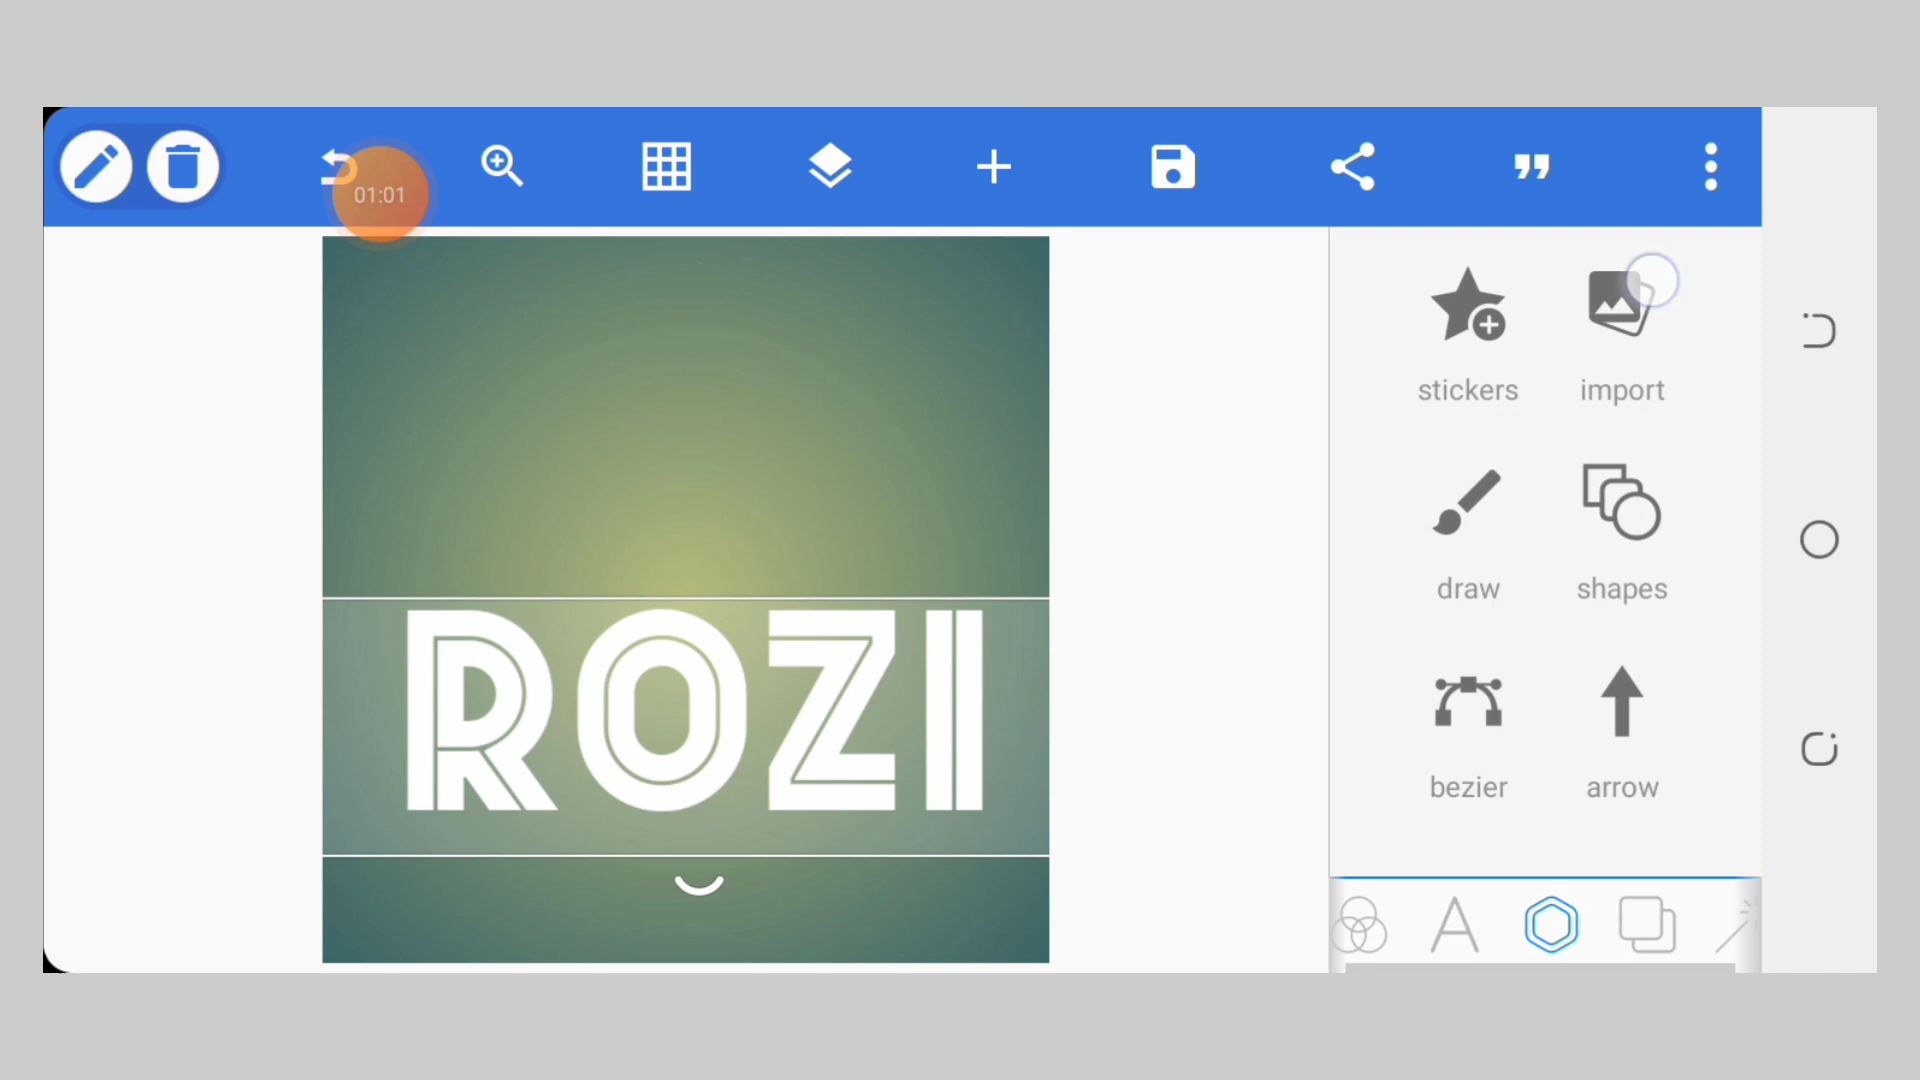 01:01
stickers
import
draw
shapes
ROZI
bezier
arrow